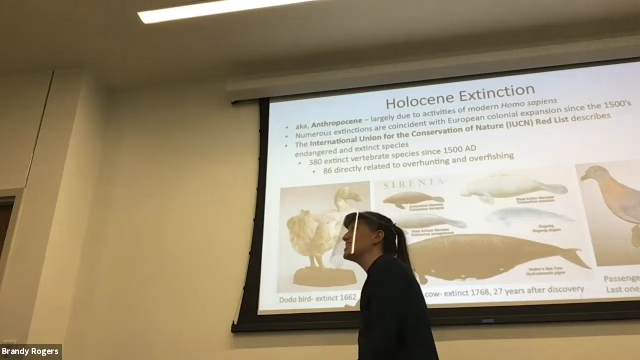 Holocene Extinction
• aka, Anthropocene – largely due to activities of modern Homo sapiens
• Numerous extinctions are coincident with European colonial expansion since the 1500's
• The International Union for the Conservation of Nature (IUCN) Red List describes
endangered and extinct species
• 380 extinct vertebrate species since 1500 AD
• 86 directly related to overhunting and overfishing
SIRENIA
Dodo bird- extinct 1662
cow- extinct 1768, 27 years after discovery
Passenge
Last one
Brandy Rogers